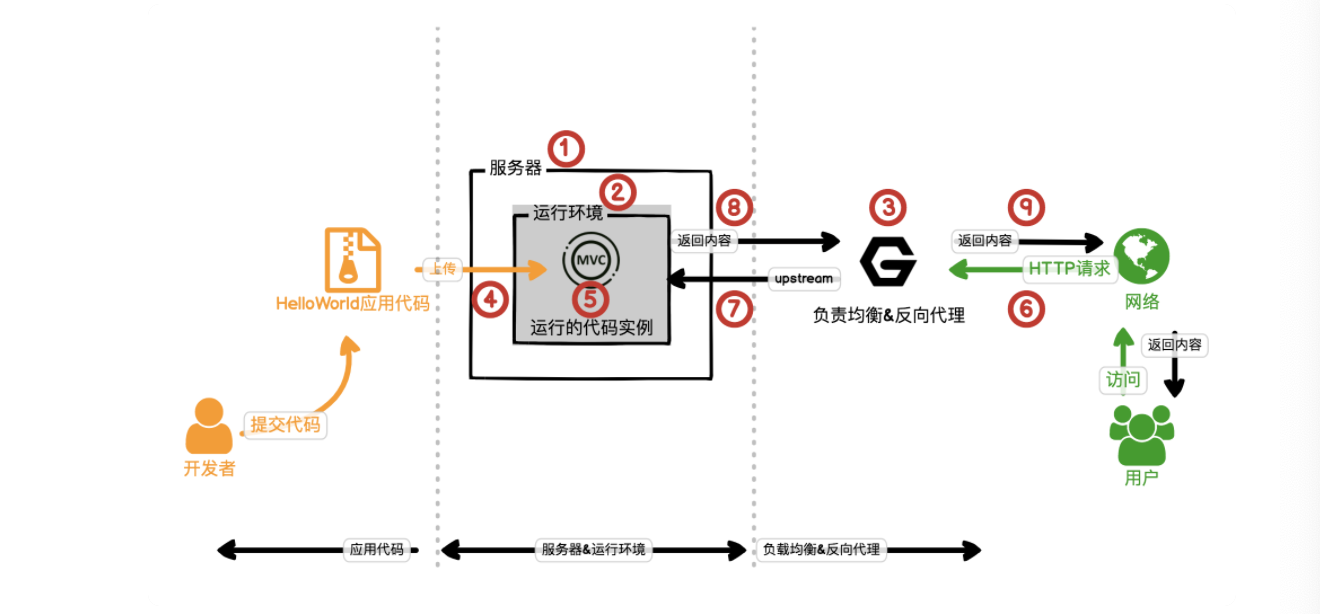 ①
服务器
②
运行环境
MVC
⑤
运行的代码实例
④
上传
HelloWorld应用代码
提交代码
开发者
⑧
返回内容
upstream
⑦
③
负责均衡&反向代理
⑨
返回内容
HTTP请求
⑥
网络
返回内容
访问
用户
应用代码
服务器&运行环境
负载均衡&反向代理